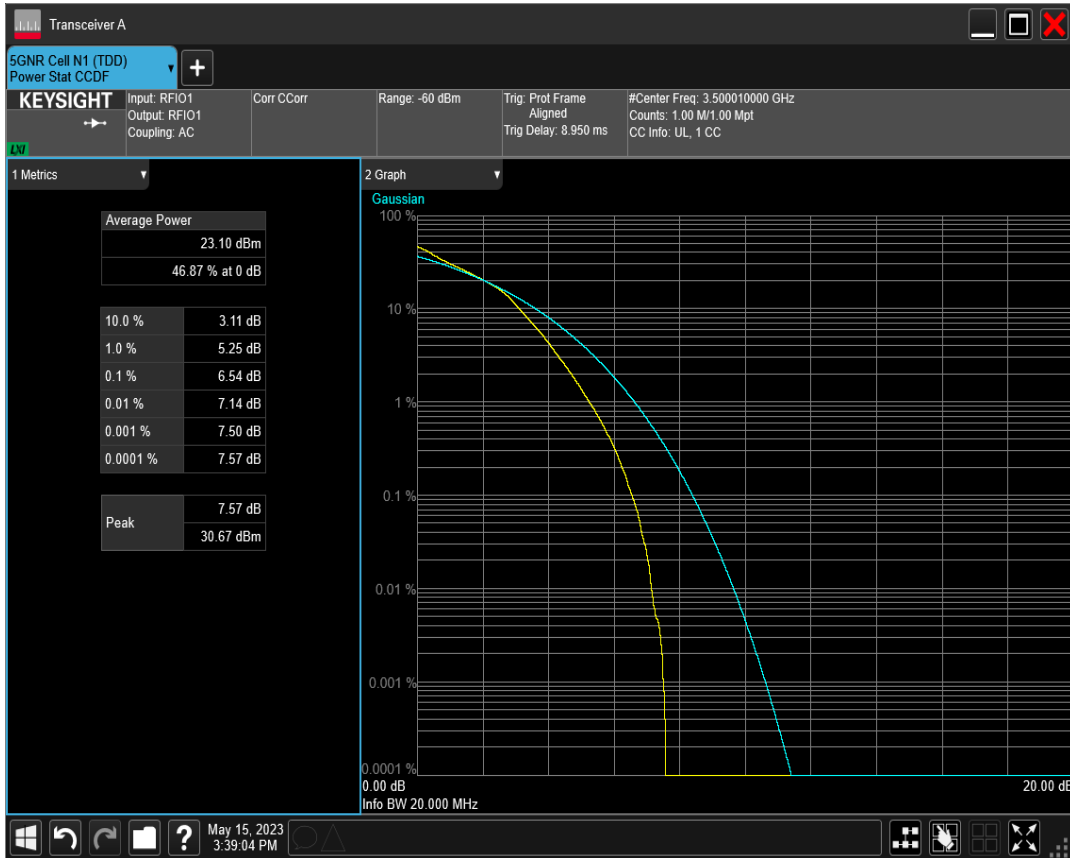 Transceiver A
5GNR Cell N1 (TDD)
Power Stat CCDF
+
KEYSIGHT
LXI
Input: RFIO1
Output: RFIO1
Coupling: AC
Corr CCorr
Range: -60 dBm
Trig: Prot Frame
Aligned
Trig Delay: 8.950 ms
#Center Freq: 3.500010000 GHz
Counts: 1.00 M/1.00 Mpt
CC Info: UL, 1 CC
1 Metrics
Average Power
23.10 dBm
46.87 % at 0 dB
10.0 % 3.11 dB
1.0 % 5.25 dB
0.1 % 6.54 dB
0.01 % 7.14 dB
0.001 % 7.50 dB
0.0001 % 7.57 dB
Peak
7.57 dB
30.67 dBm
2 Graph
Gaussian
100 %
10 %
1 %
0.1 %
0.01 %
0.001 %
0.0001 %
0.00 dB 20.00 dB
Info BW 20.000 MHz
?
May 15, 2023
3:39:04 PM